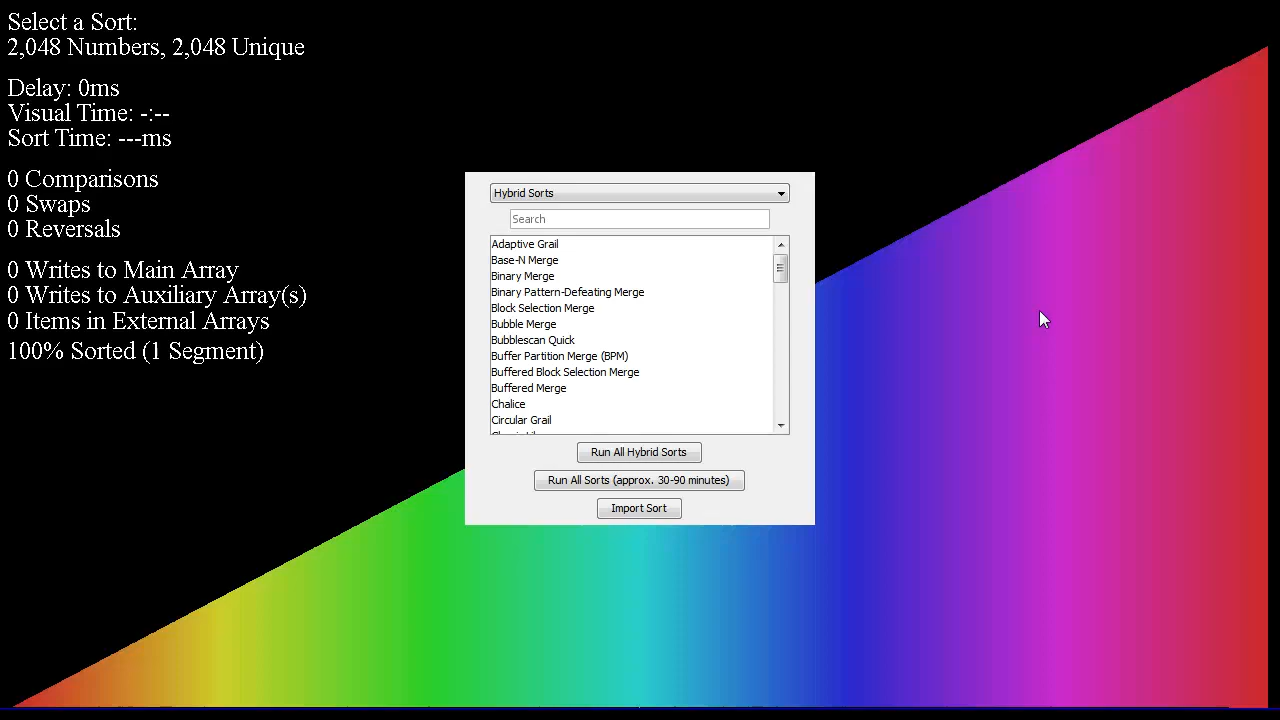 Select a Sort:
2,048 Numbers, 2,048 Unique
Delay: 0ms
Visual Time: -:--
Sort Time: ---ms
0 Comparisons
0 Swaps
0 Reversals
0 Writes to Main Array
0 Writes to Auxiliary Array(s)
0 Items in External Arrays
100% Sorted (1 Segment)
Hybrid Sorts
Search
Adaptive Grail
Base-N Merge
Binary Merge
Binary Pattern-Defeating Merge
Block Selection Merge
Bubble Merge
Bubblescan Quick
Buffer Partition Merge (BPM)
Buffered Block Selection Merge
Buffered Merge
Chalice
Circular Grail
Run All Hybrid Sorts
Run All Sorts (approx. 30-90 minutes)
Import Sort